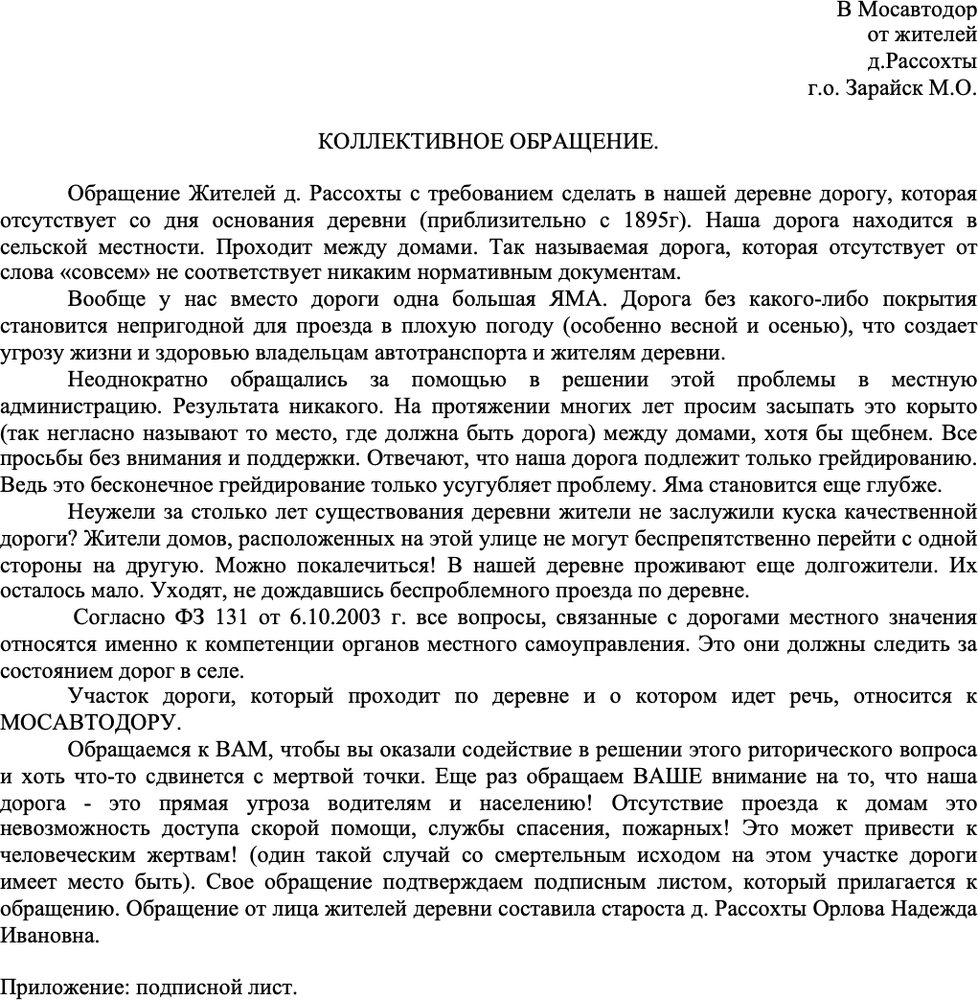 В Мосавтодор
от жителей
д.Рассохты
г.о. Зарайск М.О.
КОЛЛЕКТИВНОЕ ОБРАЩЕНИЕ.
Обращение Жителей д. Рассохты с требованием сделать в нашей деревне дорогу, которая
отсутствует со дня основания деревни (приблизительно с 1895г). Наша дорога находится в
сельской местности. Проходит между домами. Так называемая дорога, которая отсутствует от
слова «совсем» не соответствует никаким нормативным документам.
Вообще у нас вместо дороги одна большая ЯМА. Дорога без какого-либо покрытия
становится непригодной для проезда в плохую погоду (особенно весной и осенью), что создает
угрозу жизни и здоровью владельцам автотранспорта и жителям деревни.
Неоднократно обращались за помощью в решении этой проблемы в местную
администрацию. Результата никакого. На протяжении многих лет просим засыпать это корыто
(так негласно называют то место, где должна быть дорога) между домами, хотя бы щебнем. Все
просьбы без внимания и поддержки. Отвечают, что наша дорога подлежит только грейдированию.
Ведь это бесконечное грейдирование только усугубляет проблему. Яма становится еще глубже.
Неужели за столько лет существования деревни жители не заслужили куска качественной
дороги? Жители домов, расположенных на этой улице не могут беспрепятственно перейти с одной
стороны на другую. Можно покалечиться! В нашей деревне проживают еще долгожители. Их
осталось мало. Уходят, не дождавшись беспроблемного проезда по деревне.
Согласно ФЗ 131 от 6.10.2003 г. все вопросы, связанные с дорогами местного значения
относятся именно к компетенции органов местного самоуправления. Это они должны следить за
состоянием дорог в селе.
Участок дороги, который проходит по деревне и о котором идет речь, относится к
МОСАВТОДОРУ.
Обращаемся к ВАМ, чтобы вы оказали содействие в решении этого риторического вопроса
и хоть что-то сдвинется с мертвой точки. Еще раз обращаем ВАШЕ внимание на то, что наша
дорога - это прямая угроза водителям и населению! Отсутствие проезда к домам это
невозможность доступа скорой помощи, службы спасения, пожарных! Это может привести к
человеческим жертвам! (один такой случай со смертельным исходом на этом участке дороги
имеет место быть). Свое обращение подтверждаем подписным листом, который прилагается к
обращению. Обращение от лица жителей деревни составила староста д. Рассохты Орлова Надежда
Ивановна.
Приложение: подписной лист.